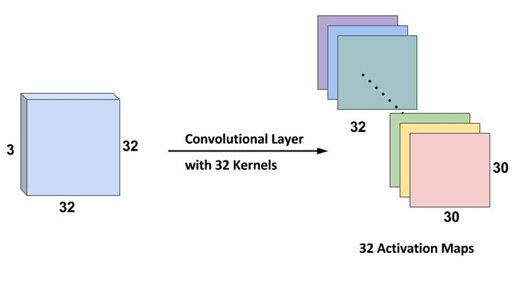 3
32
32
Convolutional Layer
with 32 Kernels
32
30
30
32 Activation Maps